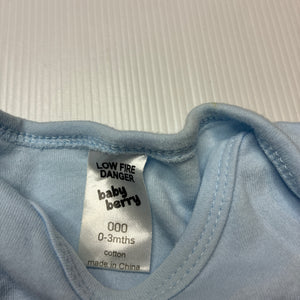 LOW FIRE
DANGER
baby
berry
000
0-3mths
cotton
made in China